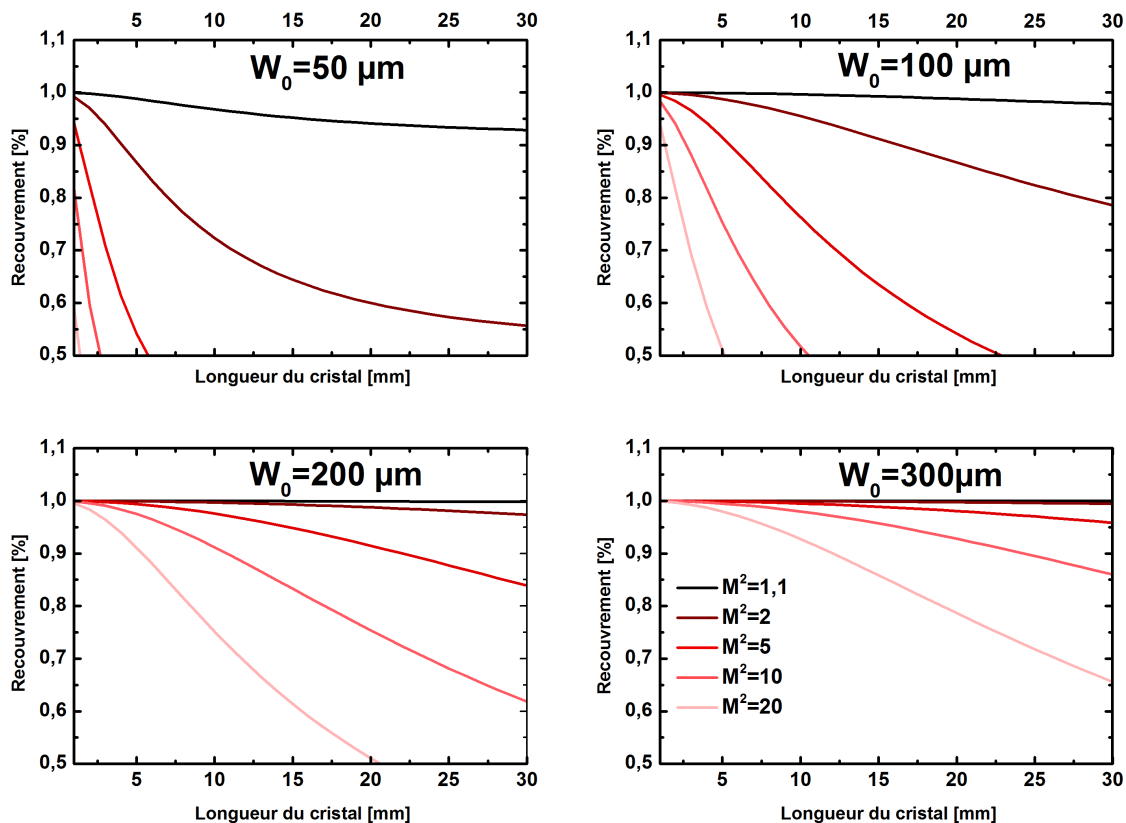 5 10 15 20 25 30
W₀=50 µm
1,1
1,0
0,9
0,8
0,7
0,6
0,5
Recouvrement [%]
Longueur du cristal [mm]
5 10 15 20 25 30
W₀=100 µm
1,1
1,0
0,9
0,8
0,7
0,6
0,5
Recouvrement [%]
Longueur du cristal [mm]
W₀=200 µm
1,1
1,0
0,9
0,8
0,7
0,6
0,5
Recouvrement [%]
5 10 15 20 25 30
Longueur du cristal [mm]
W₀=300µm
1,1
1,0
0,9
0,8
0,7
0,6
0,5
Recouvrement [%]
M²=1,1
M²=2
M²=5
M²=10
M²=20
5 10 15 20 25 30
Longueur du cristal [mm]